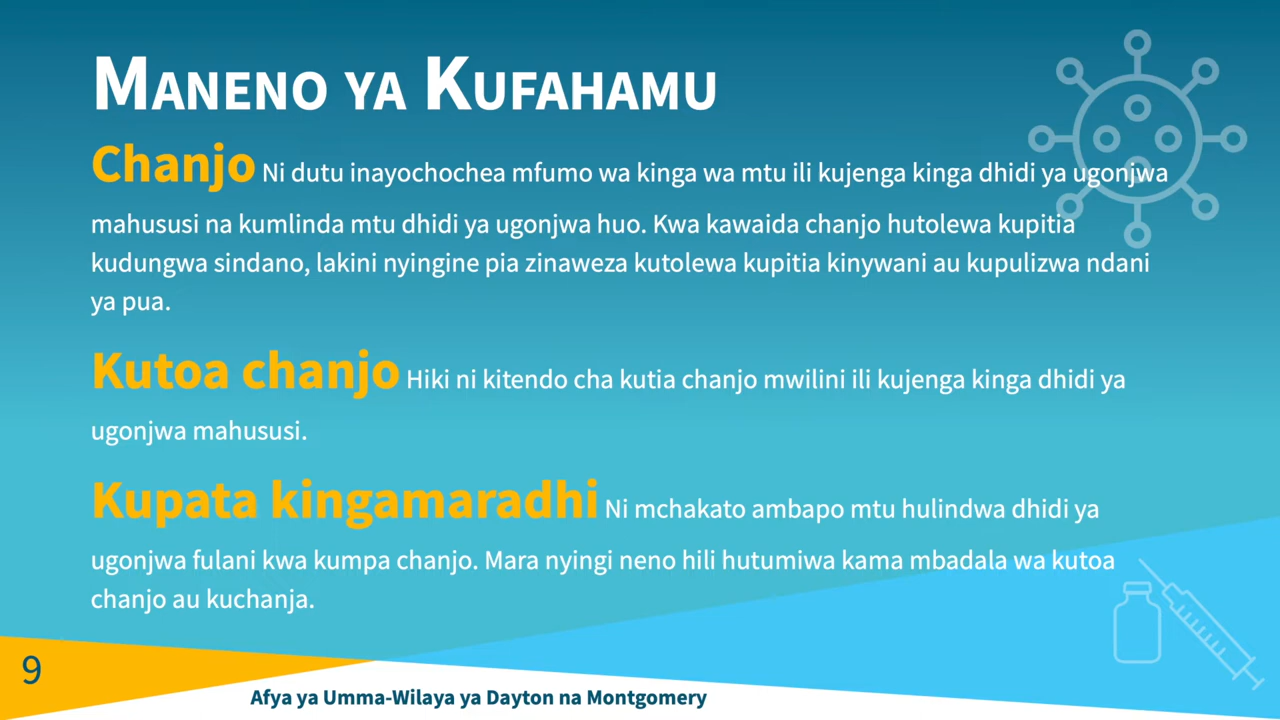 Maneno ya Kufahamu
Chanjo Ni dutu inayochochea mfumo wa kinga wa mtu ili kujenga kinga dhidi ya ugonjwa
mahususi na kumlinda mtu dhidi ya ugonjwa huo. Kwa kawaida chanjo hutolewa kupitia
kudungwa sindano, lakini nyingine pia zinaweza kutolewa kupitia kinywani au kupulizwa ndani
ya pua.
Kutoa chanjo Hiki ni kitendo cha kutia chanjo mwilini ili kujenga kinga dhidi ya
ugonjwa mahususi.
Kupata kingamaradhi Ni mchakato ambapo mtu hulindwa dhidi ya
ugonjwa fulani kwa kumpa chanjo. Mara nyingi neno hili hutumiwa kama mbadala wa kutoa
chanjo au kuchanja.
9
Afya ya Umma-Wilaya ya Dayton na Montgomery